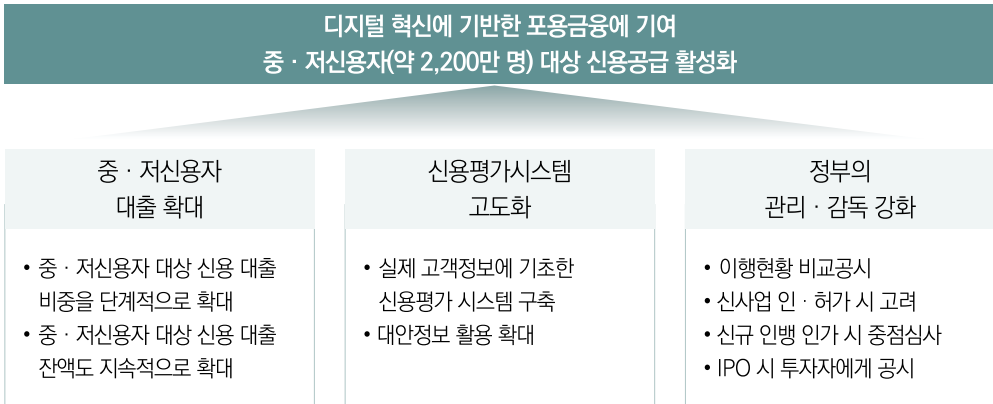 디지털 혁신에 기반한 포용금융에 기여
중 · 저신용자(약 2,200만 명) 대상 신용공급 활성화
중 · 저신용자
대출 확대
• 중 · 저신용자 대상 신용 대출
비중을 단계적으로 확대
• 중 · 저신용자 대상 신용 대출
잔액도 지속적으로 확대
신용평가시스템
고도화
• 실제 고객정보에 기초한
신용평가 시스템 구축
• 대안정보 활용 확대
정부의
관리 · 감독 강화
• 이행현황 비교공시
• 신사업 인 · 허가 시 고려
• 신규 인뱅 인가 시 중점심사
• IPO 시 투자자에게 공시